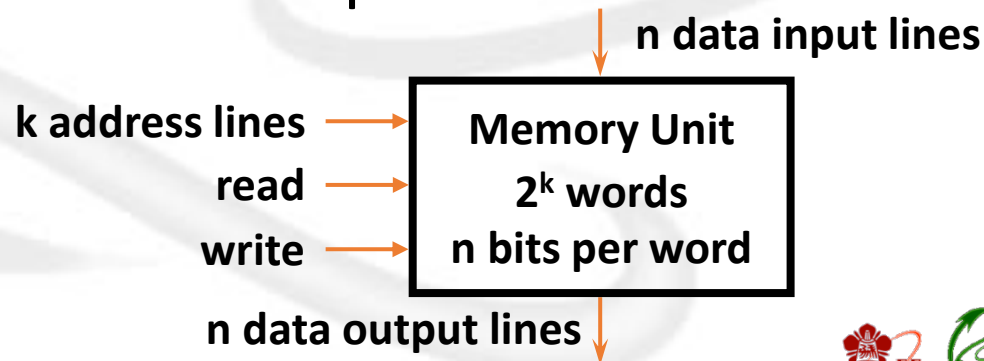 n data input lines
k address lines
Memory Unit
read
2ᵏ words
write
n bits per word
n data output lines